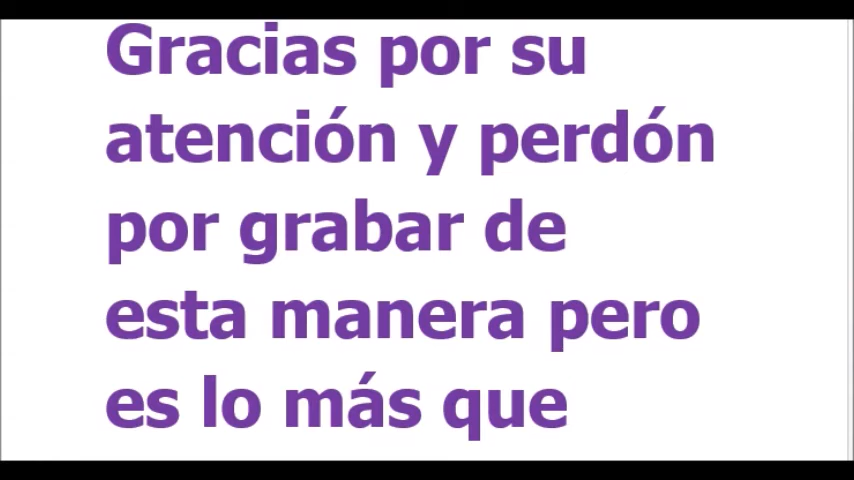 Gracias por su
atención y perdón
por grabar de
esta manera pero
es lo más que